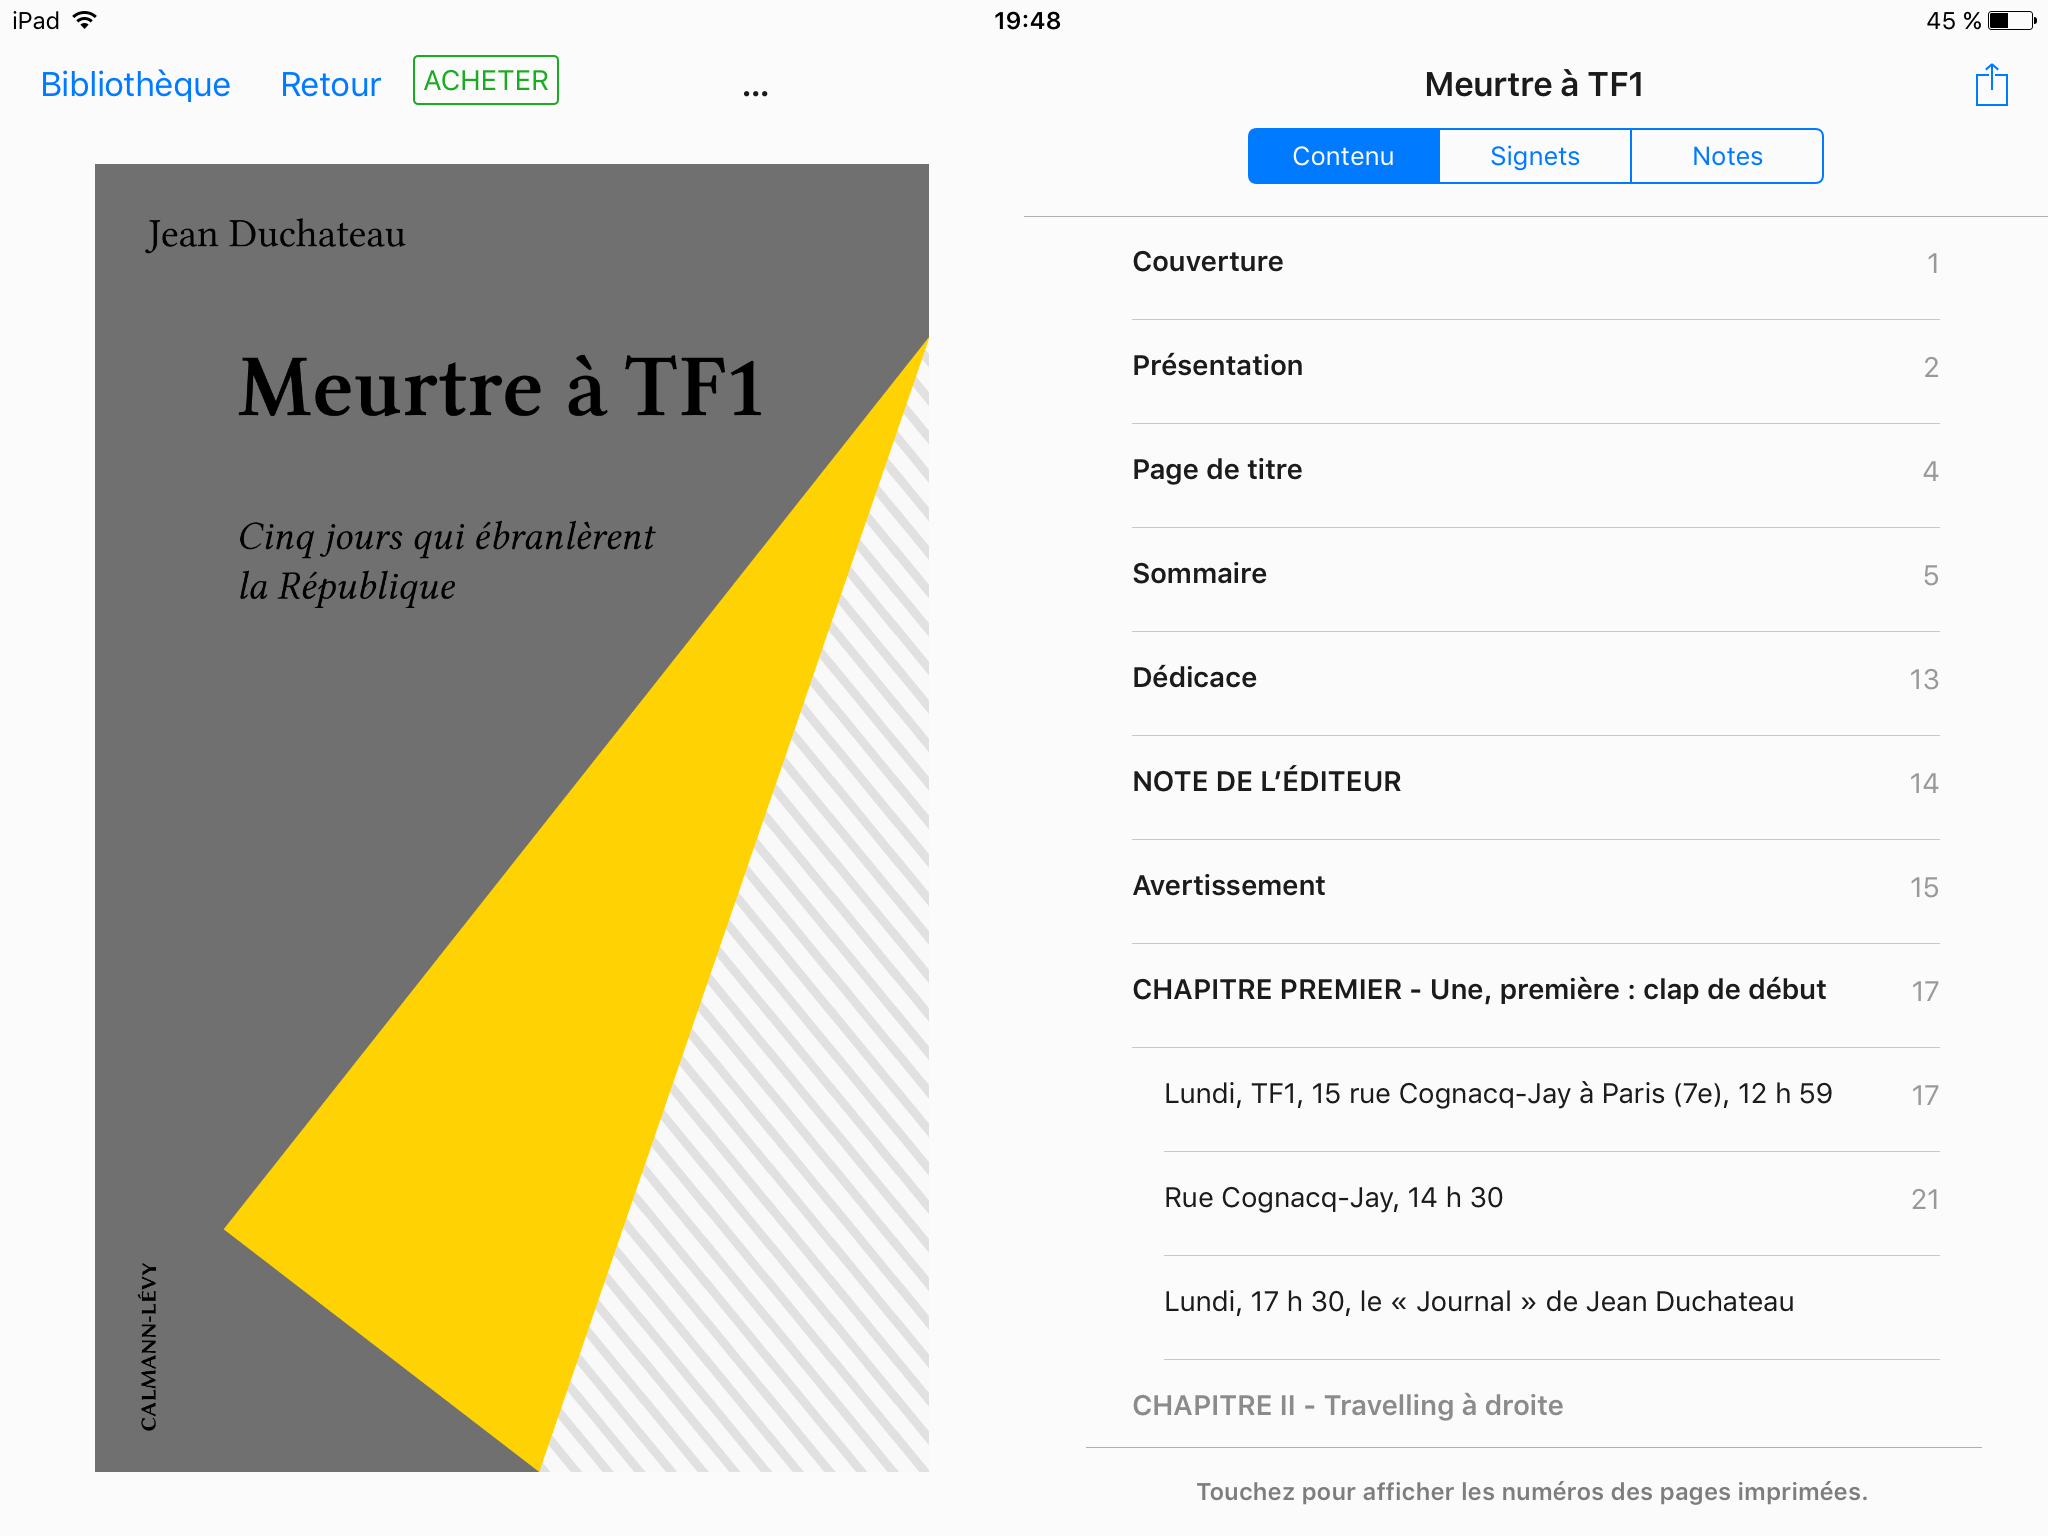 iPad
19:48
45 %
Bibliothèque
Retour
ACHETER
...
Jean Duchateau
Meurtre à TF1
Cinq jours qui ébranlèrent
la République
CALMANN-LÉVY
Meurtre à TF1
Contenu
Signets
Notes
Couverture 1
Présentation 2
Page de titre 4
Sommaire 5
Dédicace 13
NOTE DE L’ÉDITEUR 14
Avertissement 15
CHAPITRE PREMIER - Une, première : clap de début 17
Lundi, TF1, 15 rue Cognacq-Jay à Paris (7e), 12 h 59 17
Rue Cognacq-Jay, 14 h 30 21
Lundi, 17 h 30, le « Journal » de Jean Duchateau
CHAPITRE II - Travelling à droite
Touchez pour afficher les numéros des pages imprimées.